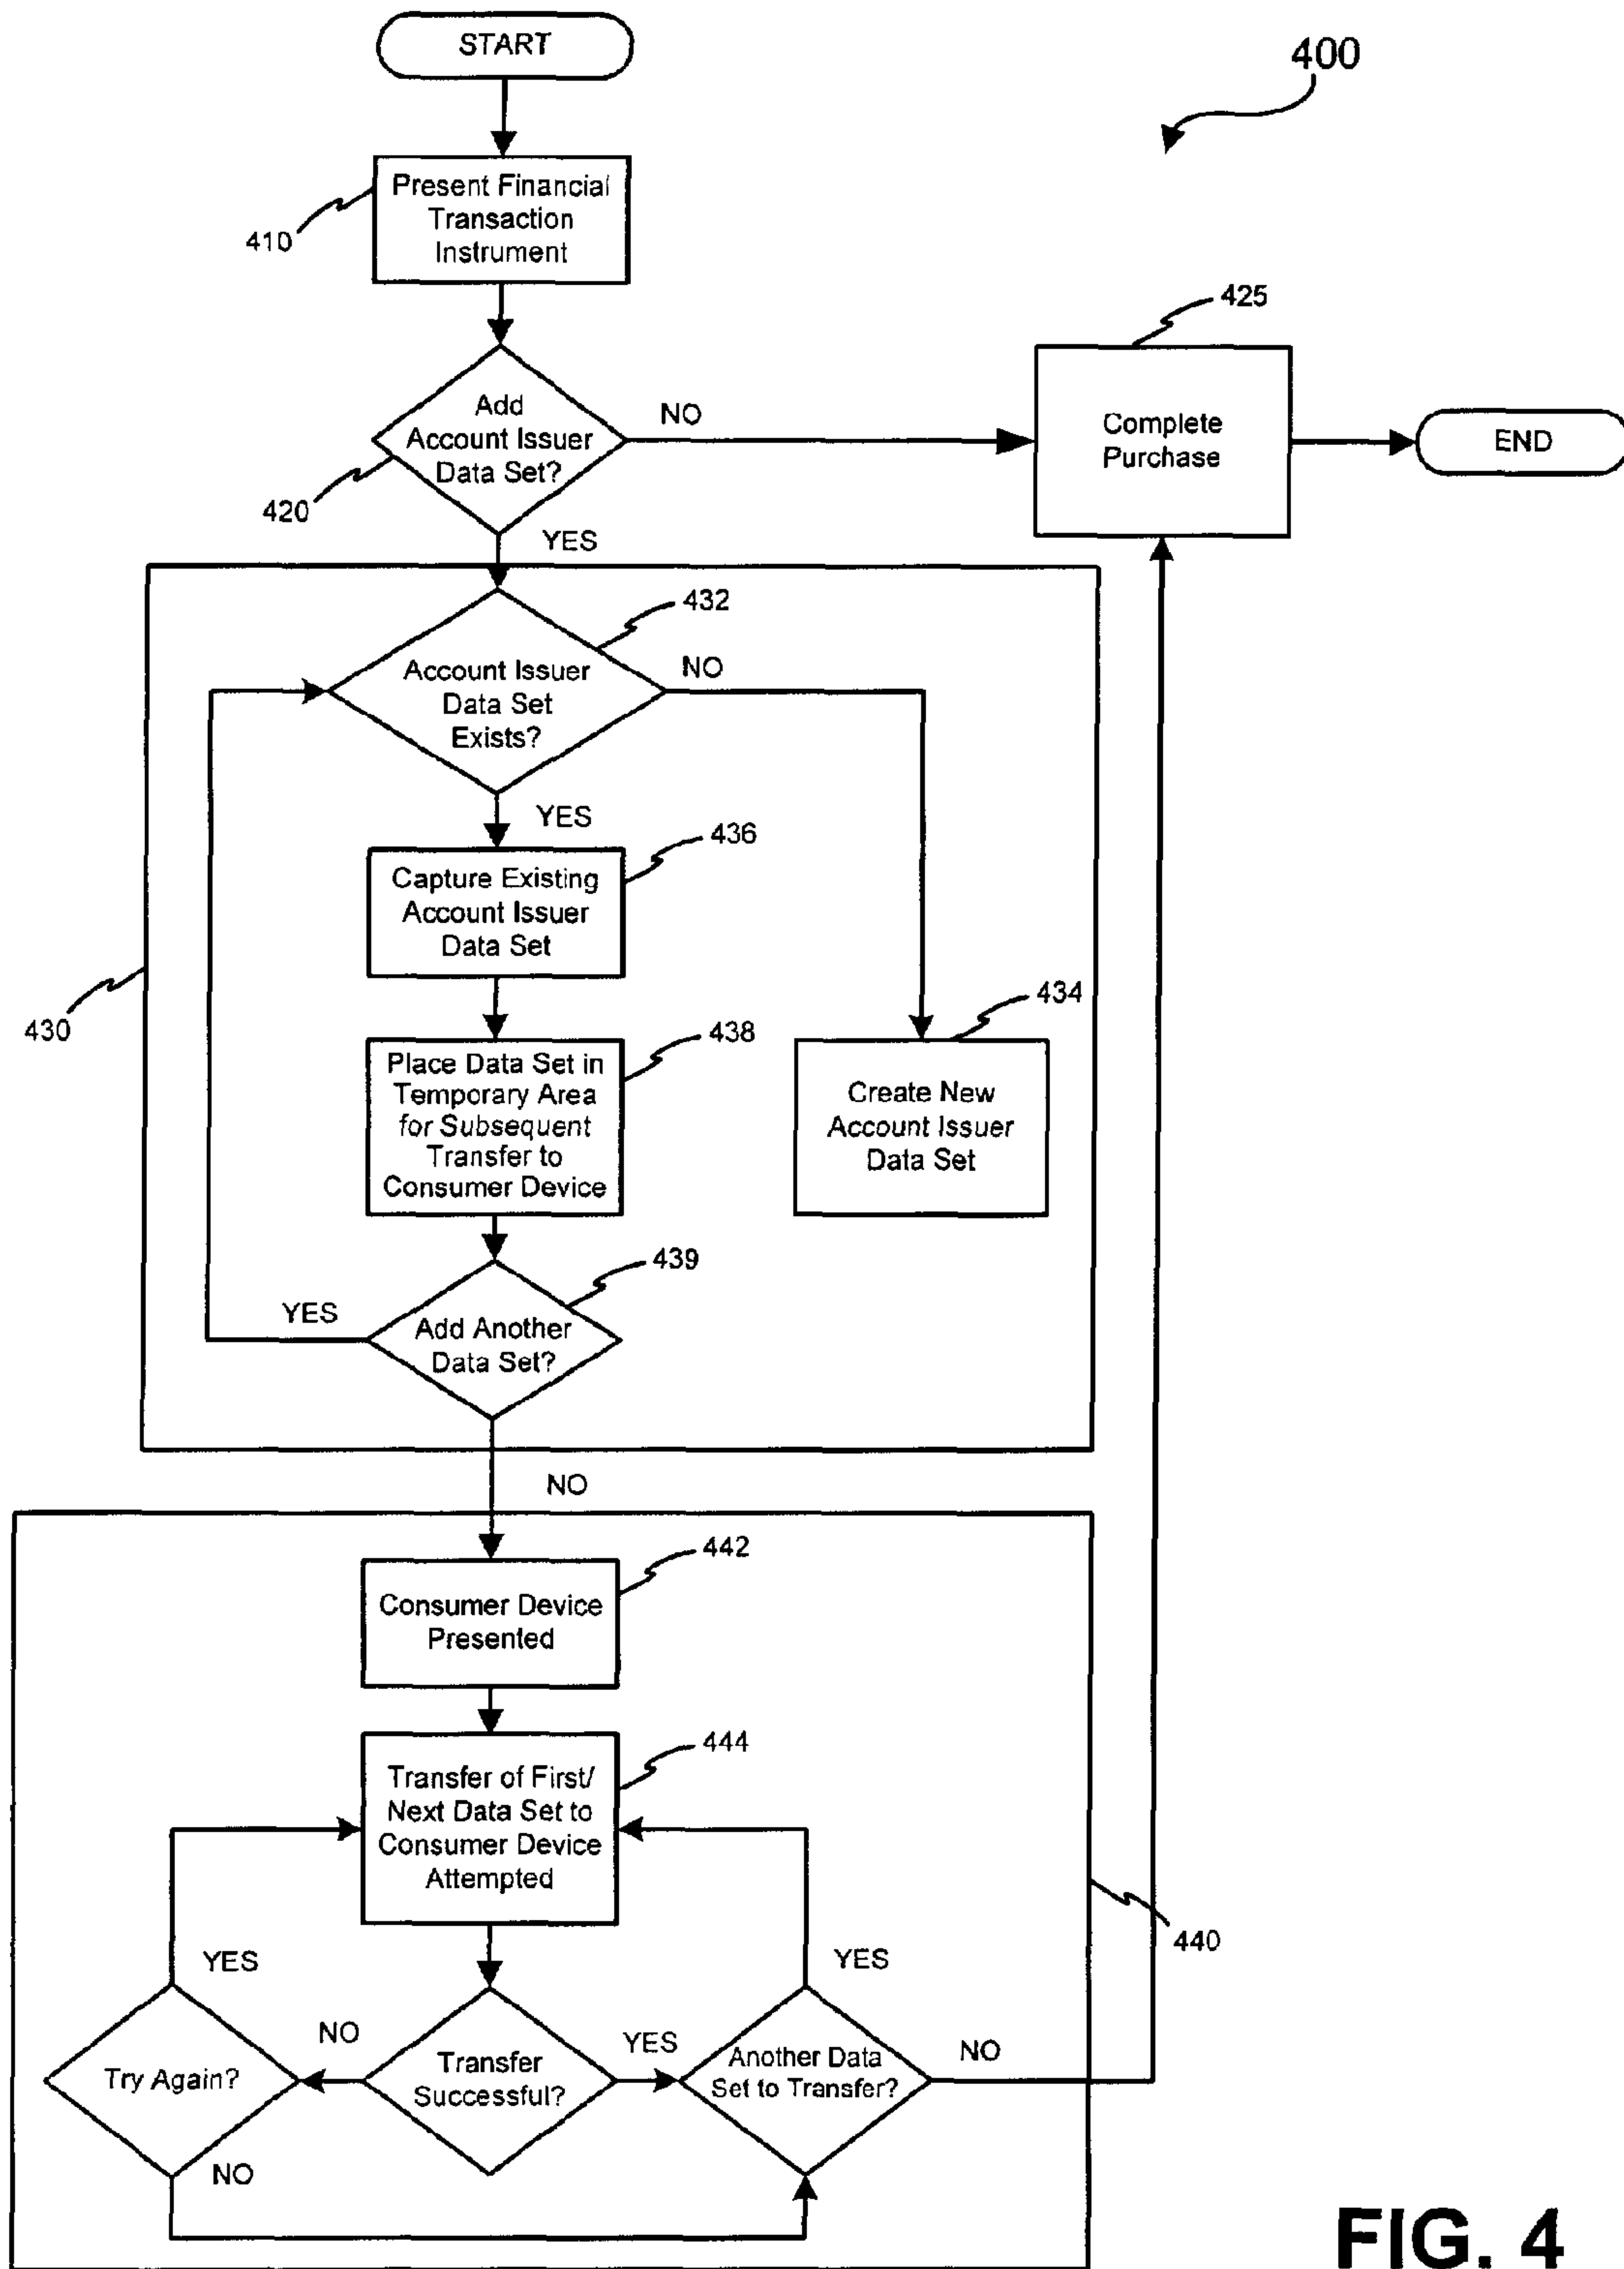 START
400
Present Financial
Transaction
Instrument
410
425
Add
Account Issuer
Data Set?
NO
420
Complete
Purchase
END
YES
432
Account Issuer
Data Set
Exists?
NO
YES
436
Capture Existing
Account Issuer
Data Set
430
434
438
Place Data Set in
Temporary Area
for Subsequent
Transfer to
Consumer Device
Create New
Account Issuer
Data Set
439
YES
Add Another
Data Set?
NO
442
Consumer Device
Presented
444
Transfer of First/
Next Data Set to
Consumer Device
Attempted
440
YES
YES
NO
YES
NO
Try Again?
Transfer
Successful?
Another Data
Set to Transfer?
NO
FIG. 4